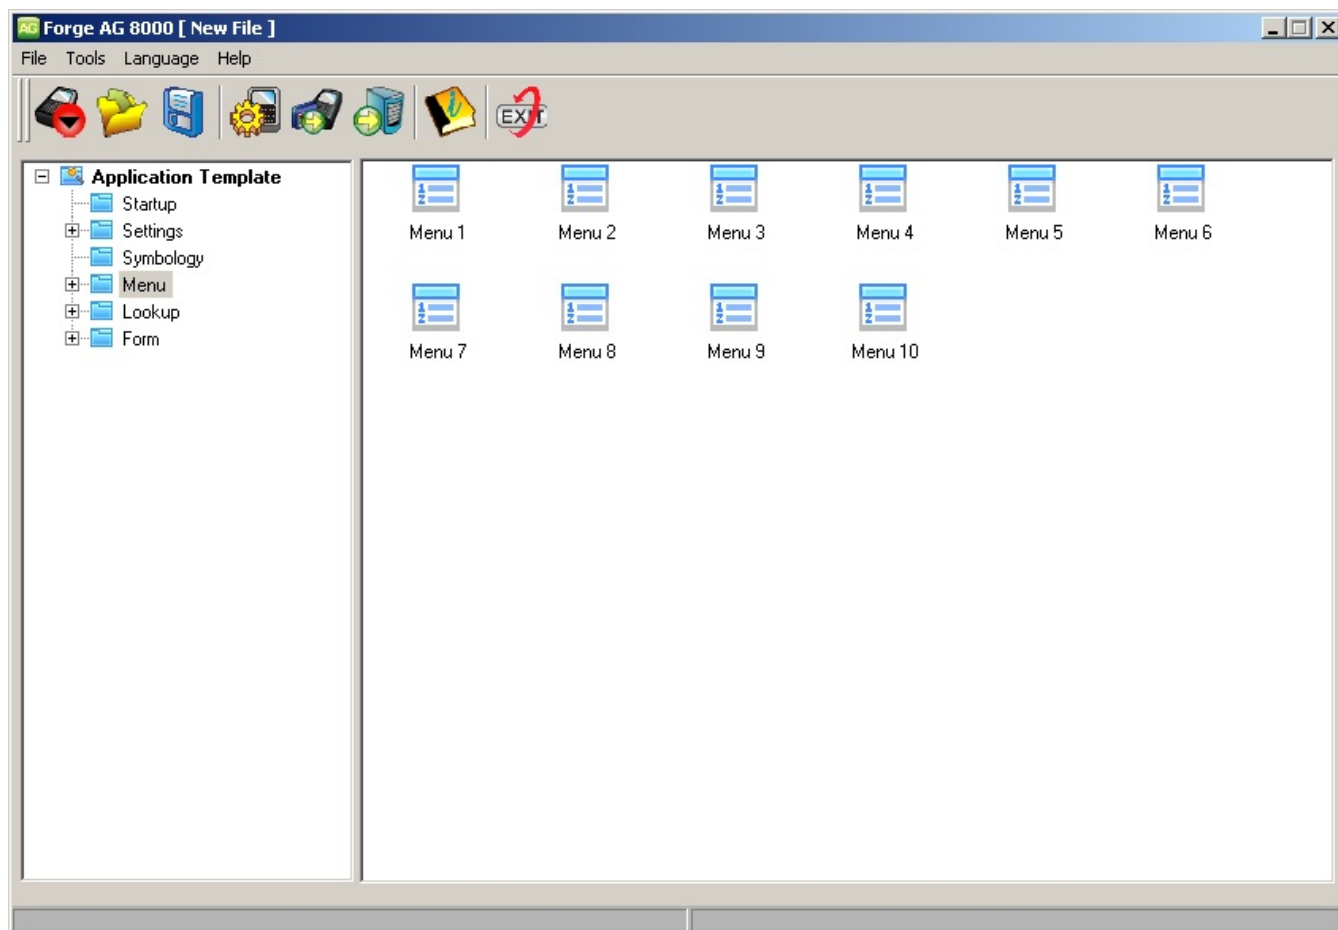 AG Forge AG 8000 [ New File ]
File Tools Language Help
EXIT
Application Template
Startup
Settings
Symbology
Menu
Lookup
Form
Menu 1 Menu 2 Menu 3 Menu 4 Menu 5 Menu 6
Menu 7 Menu 8 Menu 9 Menu 10